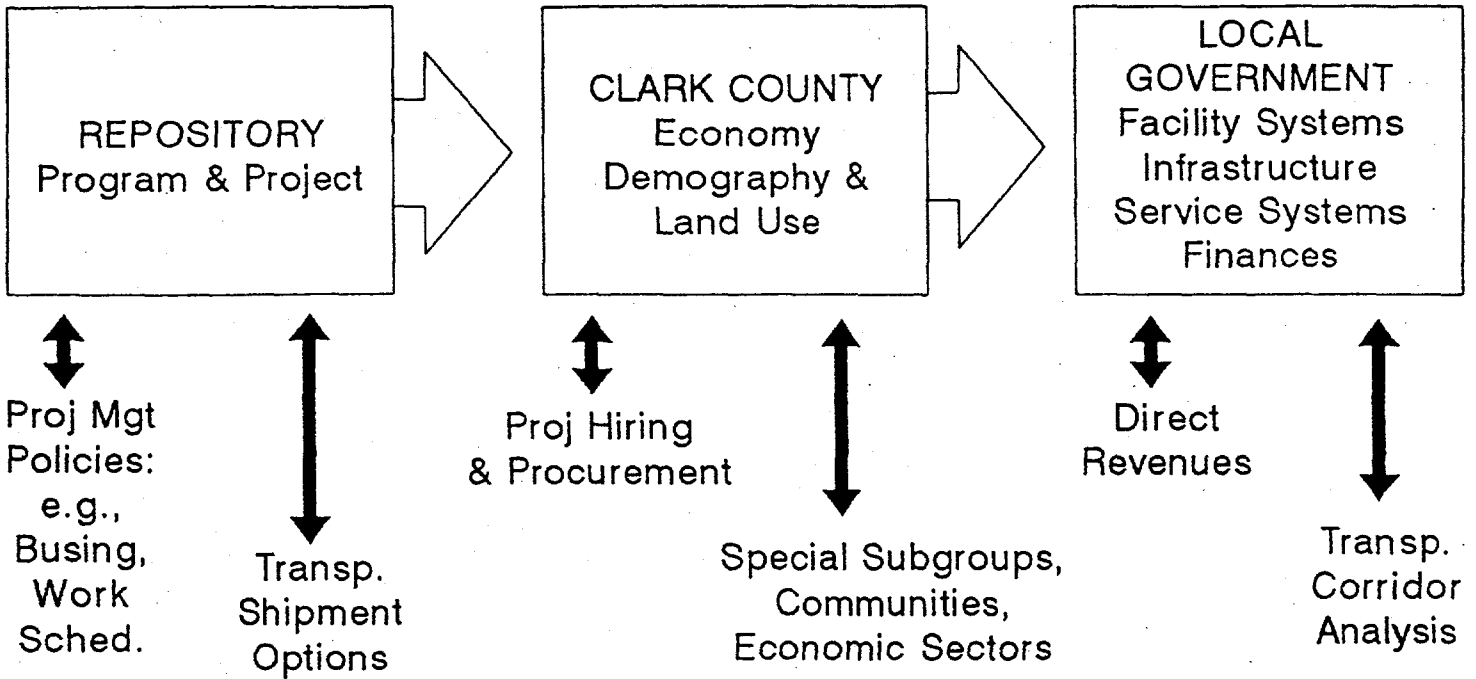 REPOSITORY
Program & Project
CLARK COUNTY
Economy
Demography &
Land Use
LOCAL
GOVERNMENT
Facility Systems
Infrastructure
Service Systems
Finances
Proj Mgt
Policies:
e.g.,
Busing,
Work
Sched.
Transp.
Shipment
Options
Proj Hiring
& Procurement
Special Subgroups,
Communities,
Economic Sectors
Direct
Revenues
Transp.
Corridor
Analysis